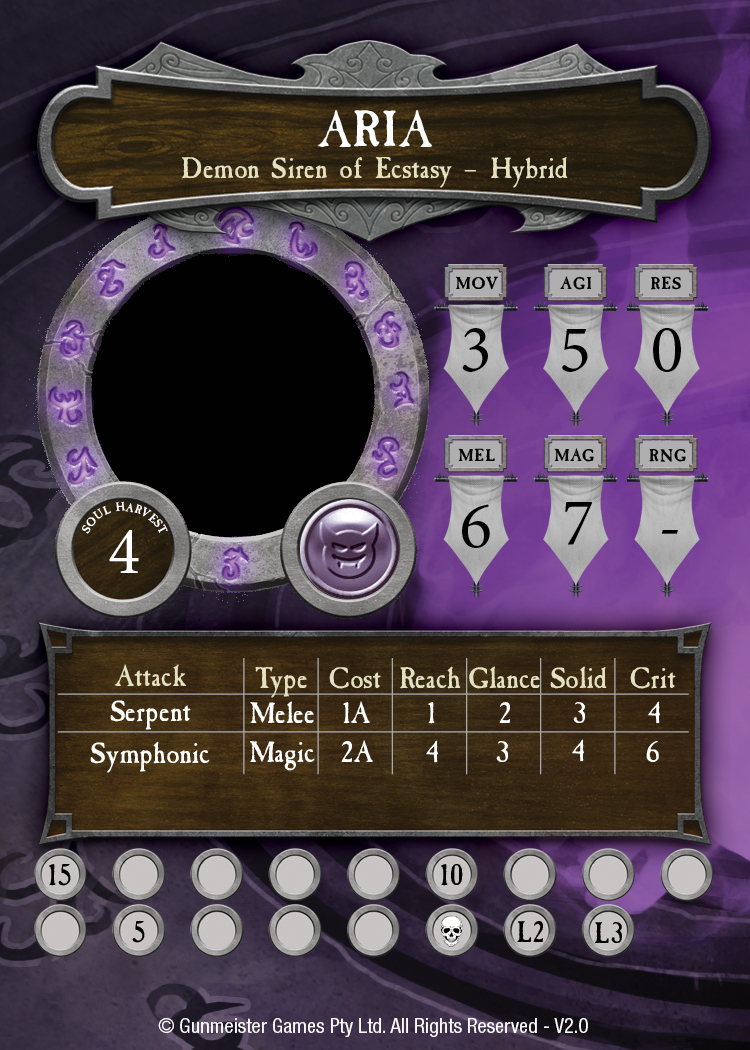 ARIA
Demon Siren of Ecstasy – Hybrid
MOV AGI RES
3 5 0
MEL MAG RNG
6 7 -
SOUL HARVEST
4
Attack Type Cost Reach Glance Solid Crit
Serpent Melee 1A 1 2 3 4
Symphonic Magic 2A 4 3 4 6
15 10
5 L2 L3
© Gunmeister Games Pty Ltd. All Rights Reserved - V2.0